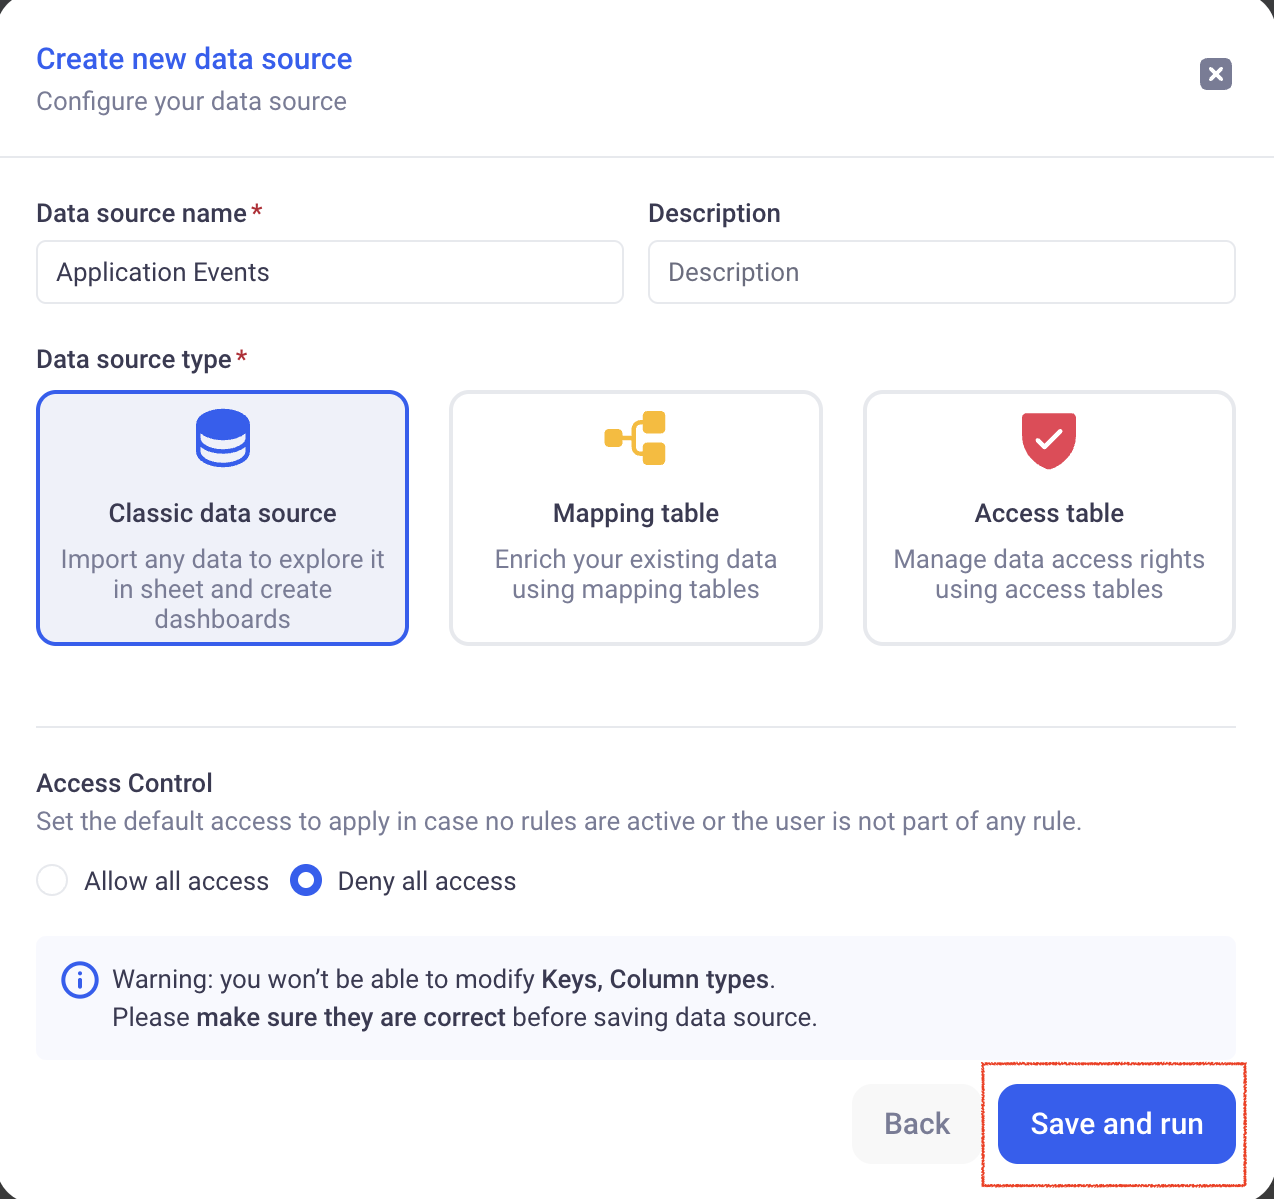 Create new data source
Configure your data source
Data source name*
Description
Application Events
Description
Data source type*
Classic data source
Import any data to explore it
in sheet and create
dashboards
Mapping table
Enrich your existing data
using mapping tables
Access table
Manage data access rights
using access tables
Access Control
Set the default access to apply in case no rules are active or the user is not part of any rule.
Allow all access
Deny all access
Warning: you won’t be able to modify Keys, Column types.
Please make sure they are correct before saving data source.
Back
Save and run